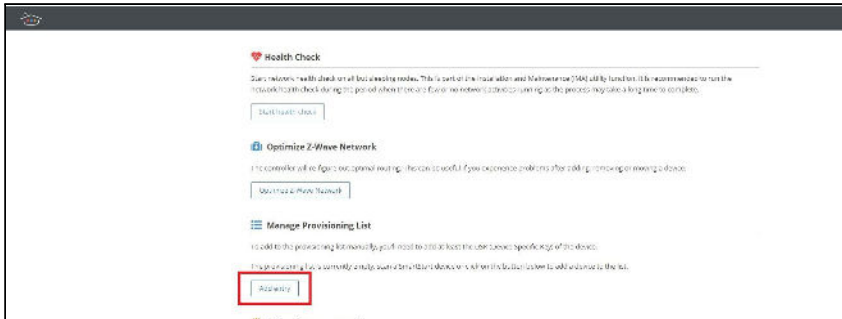 Health Check
Start network health check on all but sleeping nodes. This is part of the Installation and Maintenance (IMA) utility function. It is recommended to run the
network health check during the period when there are few or no network activities running as the process may take a long time to complete.
Start health check
Optimize Z-Wave Network
The controller will re-figure out optimal routing. This can be useful if you experience problems after adding, removing or moving a device.
Optimize Z-Wave Network
Manage Provisioning List
To add to the provisioning list manually, you'll need to add at least the DSK (Device Specific Key) of the device.
The provisioning list is currently empty, scan a SmartStart device or click on the button below to add a device to the list.
Add entry